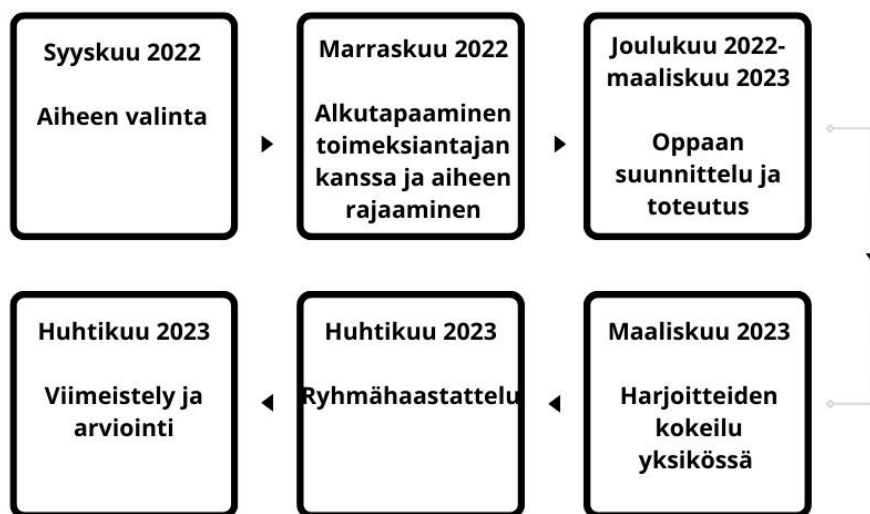 Syyskuu 2022
Aiheen valinta
Marraskuu 2022
Alkutapaaminen
toimeksiantajan
kanssa ja aiheen
rajaaminen
Joulukuu 2022-
maaliskuu 2023
Oppaan
suunnittelu ja
toteutus
Maaliskuu 2023
Harjoitteiden
kokeilu
yksikössä
Huhtikuu 2023
Ryhmähaastattelu
Huhtikuu 2023
Viimeistely ja
arviointi